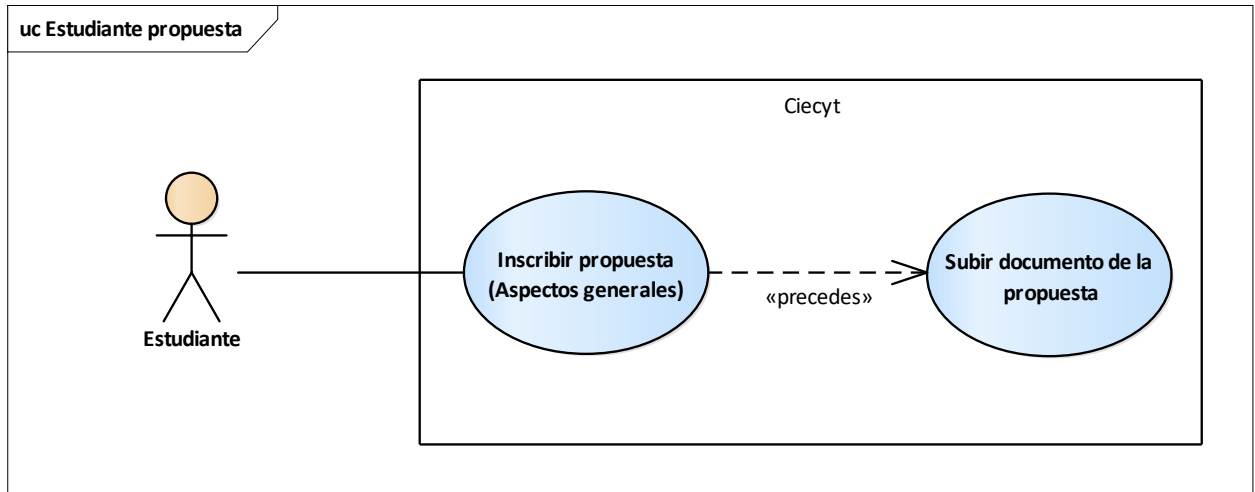 uc Estudiante propuesta
Ciecyt
Inscribir propuesta
(Aspectos generales)
«precedes»
Subir documento de la
propuesta
Estudiante